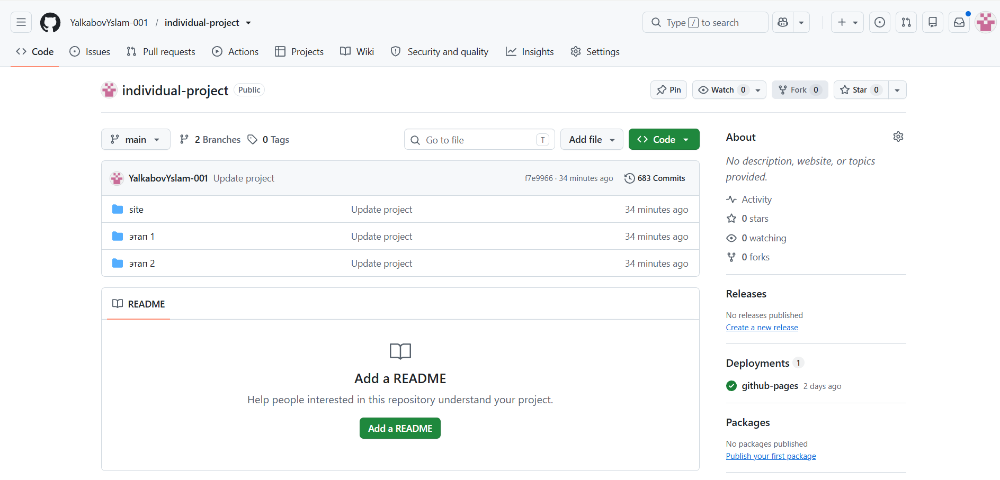 YalkabovYslam-001 / individual-project
Type / to search
Code Issues Pull requests Actions Projects Wiki Security and quality Insights Settings
individual-project Public
Pin Watch 0 Fork 0 Star 0
main 2 Branches 0 Tags Go to file T Add file Code
YalkabovYslam-001 Update project f7e9966 · 34 minutes ago 683 Commits
site Update project 34 minutes ago
этап 1 Update project 34 minutes ago
этап 2 Update project 34 minutes ago
README
Add a README
Help people interested in this repository understand your project.
Add a README
About
No description, website, or topics
provided.
Activity
0 stars
0 watching
0 forks
Releases
No releases published
Create a new release
Deployments 1
github-pages 2 days ago
Packages
No packages published
Publish your first package